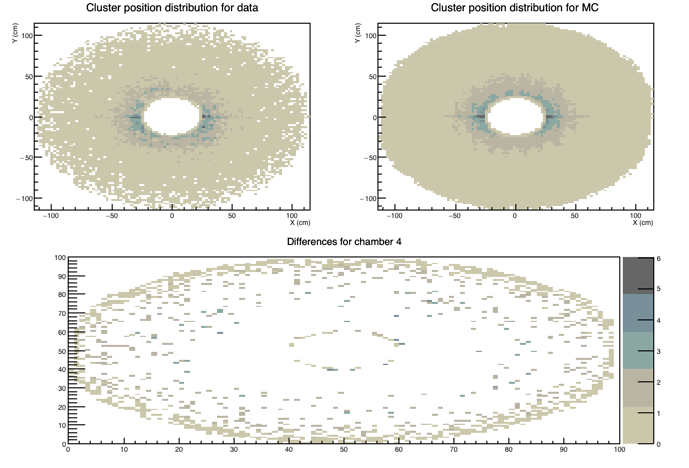 Cluster position distribution for data
Y (cm)
100
50
0
−50
−100
−100 −50 0 50 100
X (cm)
Cluster position distribution for MC
Y (cm)
100
50
0
−50
−100
−100 −50 0 50 100
X (cm)
Differences for chamber 4
100
90
80
70
60
50
40
30
20
10
0
0 10 20 30 40 50 60 70 80 90 100
6
5
4
3
2
1
0